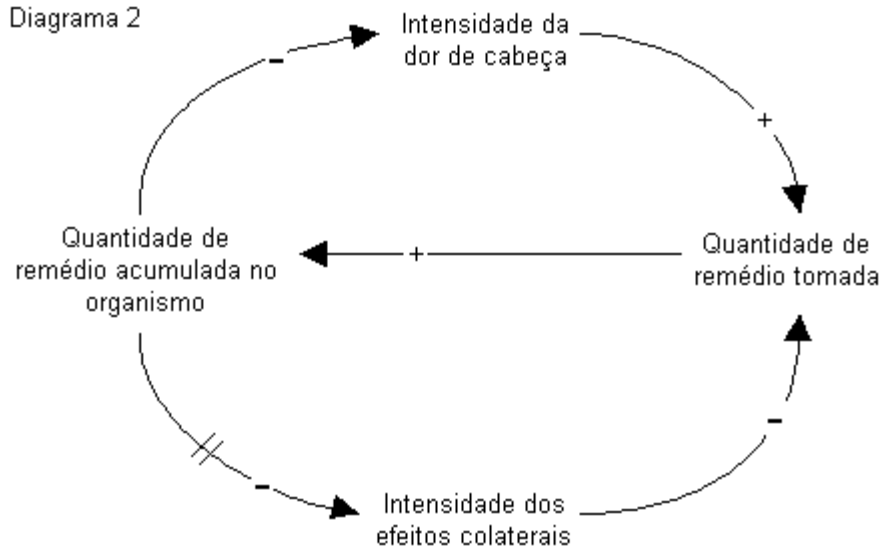 Diagrama 2
Intensidade da
dor de cabeça
–
+
Quantidade de
remédio acumulada no
organismo
+
Quantidade de
remédio tomada
–
–
Intensidade dos
efeitos colaterais